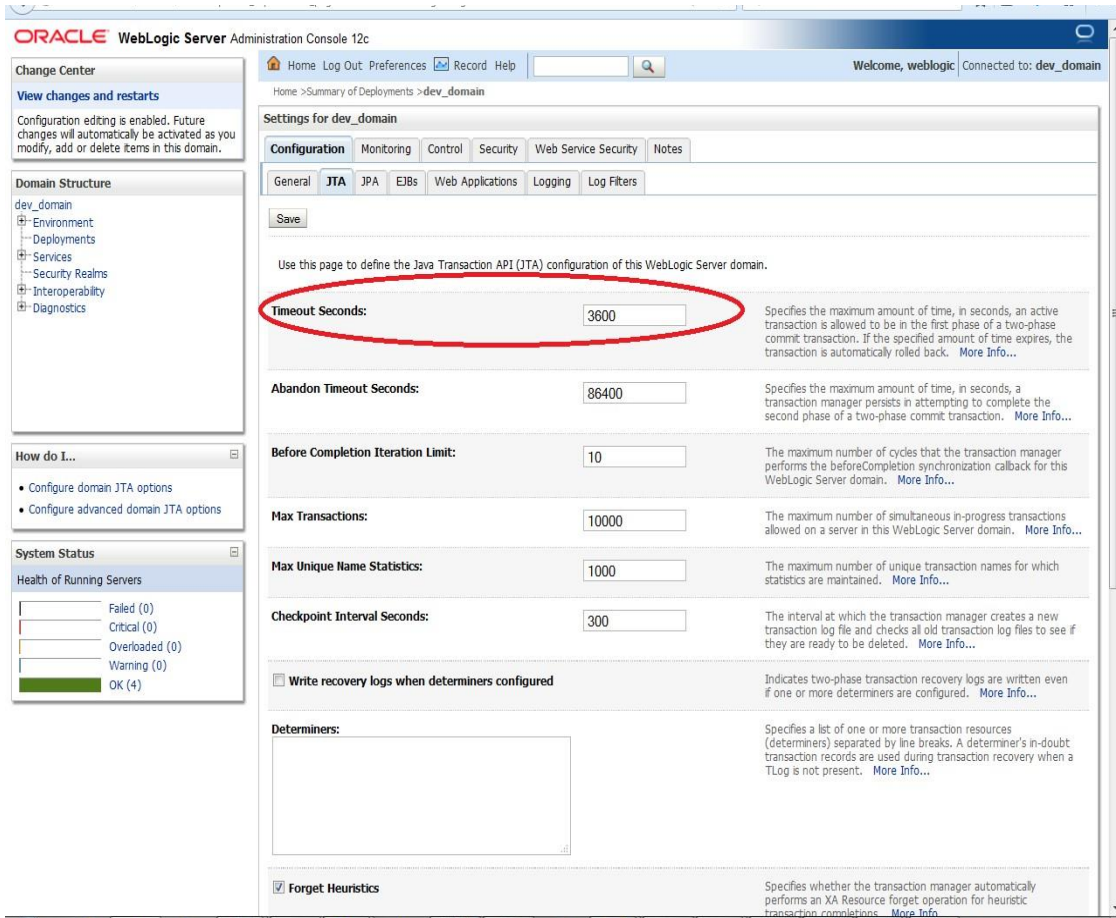 ORACLE WebLogic Server Administration Console 12c
Change Center
View changes and restarts
Configuration editing is enabled. Future
changes will automatically be activated as you
modify, add or delete items in this domain.
Domain Structure
dev_domain
Environment
Deployments
Services
Security Realms
Interoperability
Diagnostics
How do I...
Configure domain JTA options
Configure advanced domain JTA options
System Status
Health of Running Servers
Failed (0)
Critical (0)
Overloaded (0)
Warning (0)
OK (4)
Home Log Out Preferences Record Help
Welcome, weblogic Connected to: dev_domain
Home >Summary of Deployments >dev_domain
Settings for dev_domain
Configuration Monitoring Control Security Web Service Security Notes
General JTA JPA EJBs Web Applications Logging Log Filters
Save
Use this page to define the Java Transaction API (JTA) configuration of this WebLogic Server domain.
Timeout Seconds: 3600
Specifies the maximum amount of time, in seconds, an active
transaction is allowed to be in the first phase of a two-phase
commit transaction. If the specified amount of time expires, the
transaction is automatically rolled back. More Info...
Abandon Timeout Seconds: 86400
Specifies the maximum amount of time, in seconds, a
transaction manager persists in attempting to complete the
second phase of a two-phase commit transaction. More Info...
Before Completion Iteration Limit: 10
The maximum number of cycles that the transaction manager
performs the beforeCompletion synchronization callback for this
WebLogic Server domain. More Info...
Max Transactions: 10000
The maximum number of simultaneous in-progress transactions
allowed on a server in this WebLogic Server domain. More Info...
Max Unique Name Statistics: 1000
The maximum number of unique transaction names for which
statistics are maintained. More Info...
Checkpoint Interval Seconds: 300
The interval at which the transaction manager creates a new
transaction log file and checks all old transaction log files to see if
they are ready to be deleted. More Info...
Write recovery logs when determiners configured
Indicates two-phase transaction recovery logs are written even
if one or more determiners are configured. More Info...
Determiners:
Specifies a list of one or more transaction resources
(determiners) separated by line breaks. A determiner's in-doubt
transaction records are used during transaction recovery when a
TLog is not present. More Info...
Forget Heuristics
Specifies whether the transaction manager automatically
performs an XA Resource forget operation for heuristic
transaction completions. More Info